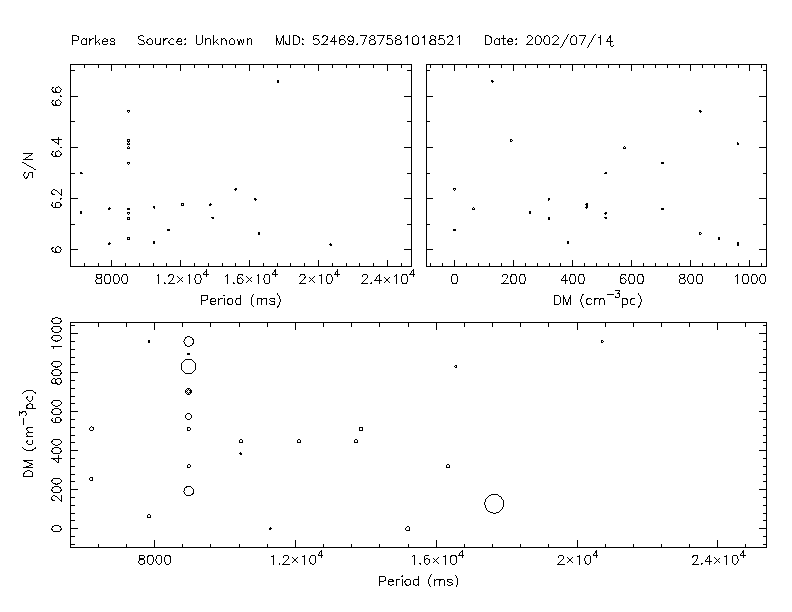 Parkes Source: Unknown MJD: 52469.787581018521 Date: 2002/07/14
S/N
6.6
6.4
6.2
6
8000 1.2×10⁴ 1.6×10⁴ 2×10⁴ 2.4×10⁴
Period (ms)
0 200 400 600 800 1000
DM (cm⁻³pc)
DM (cm⁻³pc)
1000
800
600
400
200
0
8000 1.2×10⁴ 1.6×10⁴ 2×10⁴ 2.4×10⁴
Period (ms)